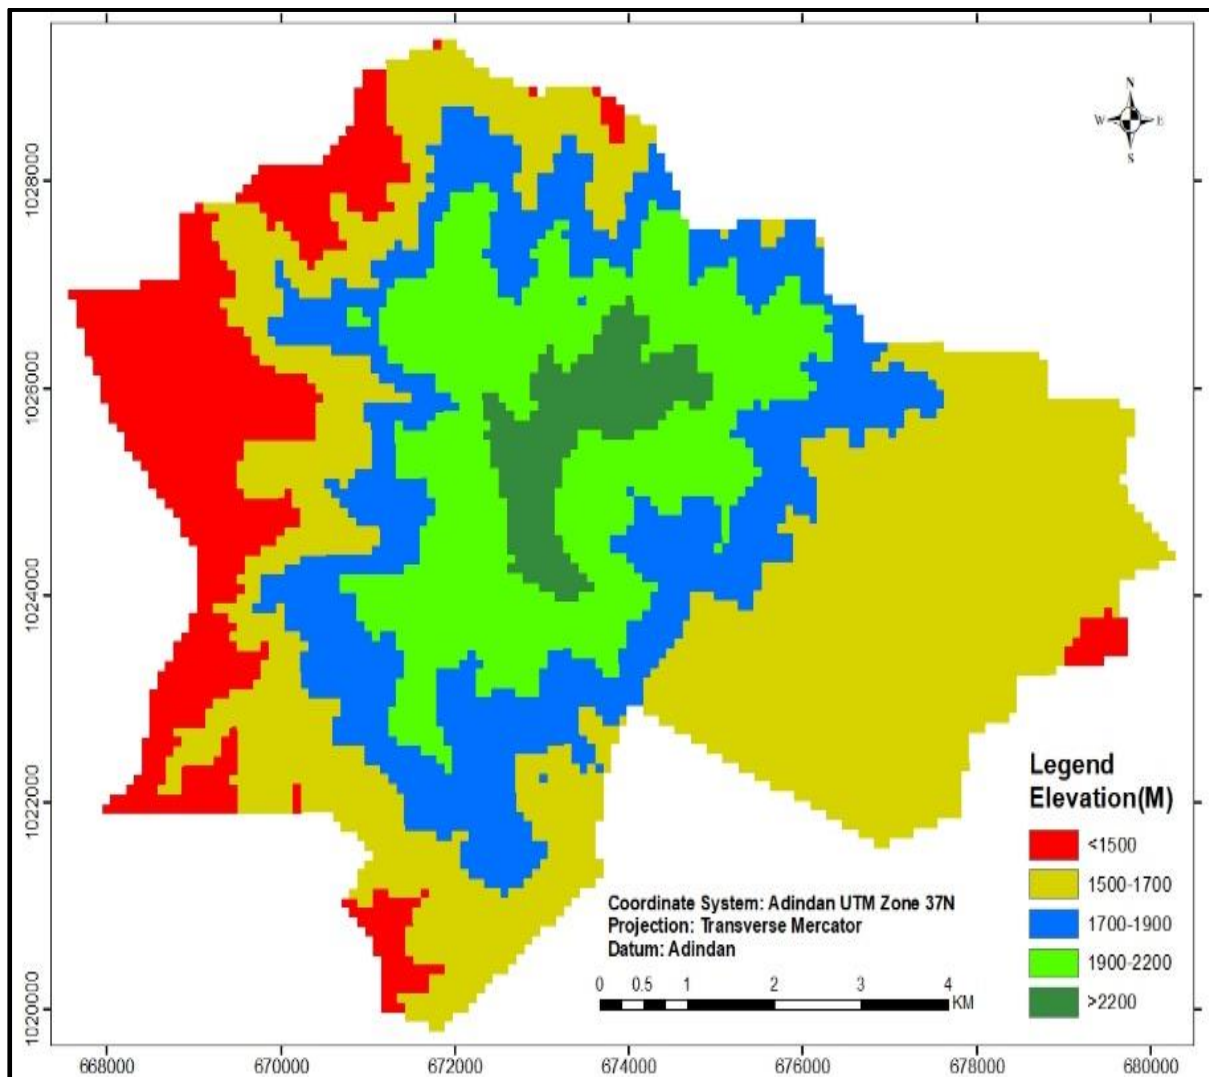 N
W E
S
1028000
1026000
1024000
1022000
1020000
Legend
Elevation(M)
<1500
1500-1700
1700-1900
1900-2200
>2200
Coordinate System: Adindan UTM Zone 37N
Projection: Transverse Mercator
Datum: Adindan
0 0.5 1 2 3 4
KM
668000 670000 672000 674000 676000 678000 680000